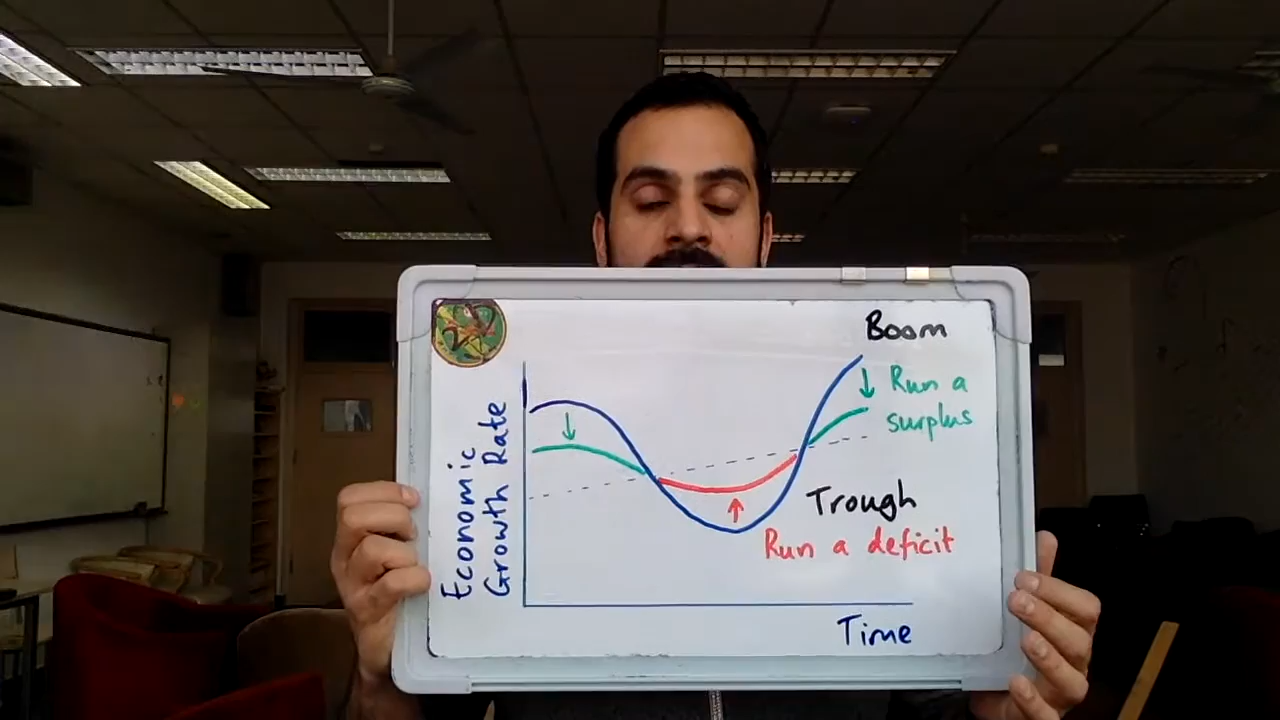 Boom
Run a
surplus
Economic
Growth Rate
Trough
Run a deficit
Time